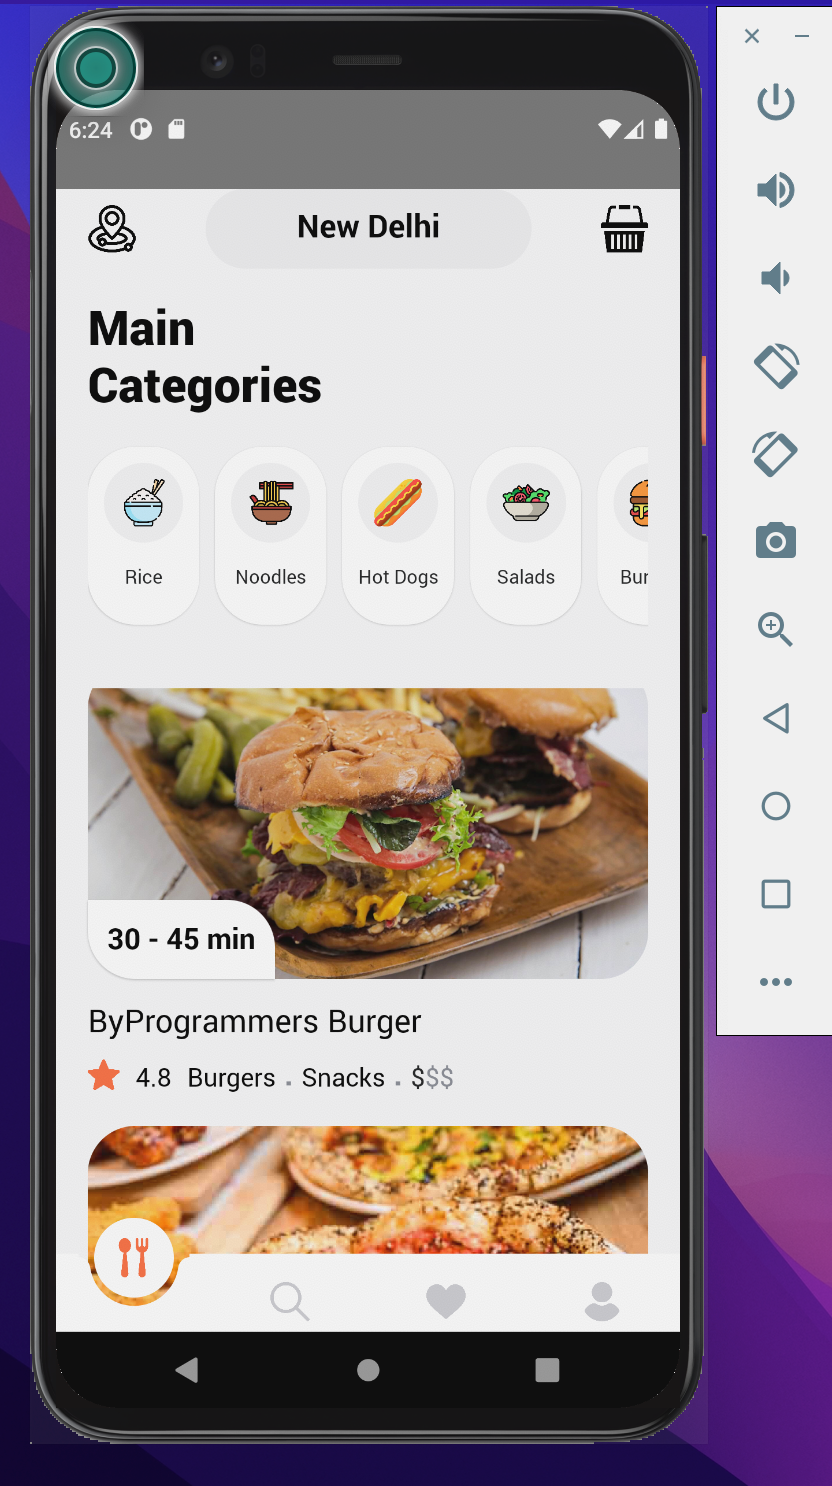 6:24
New Delhi
Main
Categories
Rice Noodles Hot Dogs Salads Bur
30 - 45 min
ByProgrammers Burger
4.8 Burgers . Snacks . $$$